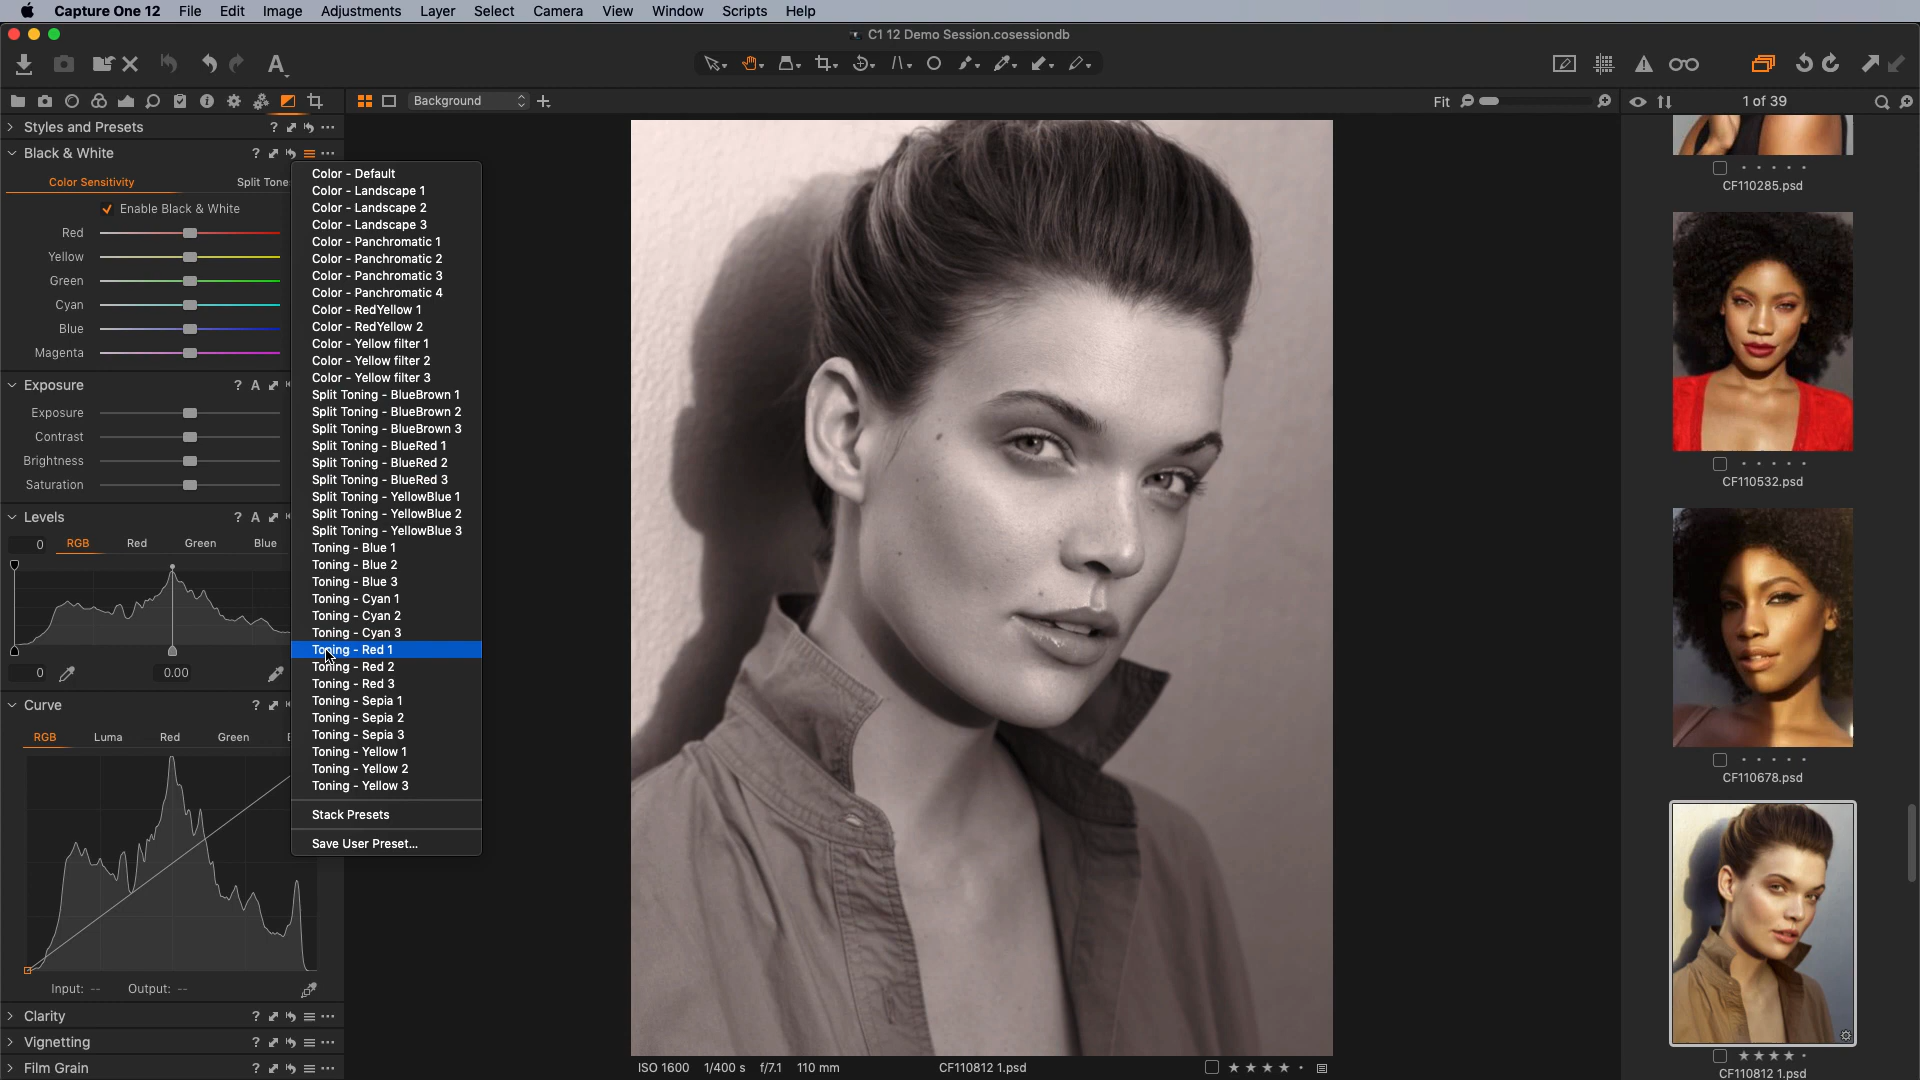 Capture One 12 File Edit Image Adjustments Layer Select Camera View Window Scripts Help
C1 12 Demo Session.cosessiondb
Background
Fit
1 of 39
Styles and Presets
Black & White
Color Sensitivity Split Tone
Enable Black & White
Red
Yellow
Green
Cyan
Blue
Magenta
Exposure
Exposure
Contrast
Brightness
Saturation
Levels
0 RGB Red Green Blue
0 0.00
Curve
RGB Luma Red Green
Input: -- Output: --
Clarity
Vignetting
Film Grain
Color - Default
Color - Landscape 1
Color - Landscape 2
Color - Landscape 3
Color - Panchromatic 1
Color - Panchromatic 2
Color - Panchromatic 3
Color - Panchromatic 4
Color - RedYellow 1
Color - RedYellow 2
Color - Yellow filter 1
Color - Yellow filter 2
Color - Yellow filter 3
Split Toning - BlueBrown 1
Split Toning - BlueBrown 2
Split Toning - BlueBrown 3
Split Toning - BlueRed 1
Split Toning - BlueRed 2
Split Toning - BlueRed 3
Split Toning - YellowBlue 1
Split Toning - YellowBlue 2
Split Toning - YellowBlue 3
Toning - Blue 1
Toning - Blue 2
Toning - Blue 3
Toning - Cyan 1
Toning - Cyan 2
Toning - Cyan 3
Toning - Red 1
Toning - Red 2
Toning - Red 3
Toning - Sepia 1
Toning - Sepia 2
Toning - Sepia 3
Toning - Yellow 1
Toning - Yellow 2
Toning - Yellow 3
Stack Presets
Save User Preset...
ISO 1600 1/400 s f/7.1 110 mm CF110812 1.psd
CF110285.psd
CF110532.psd
CF110678.psd
CF110812 1.psd